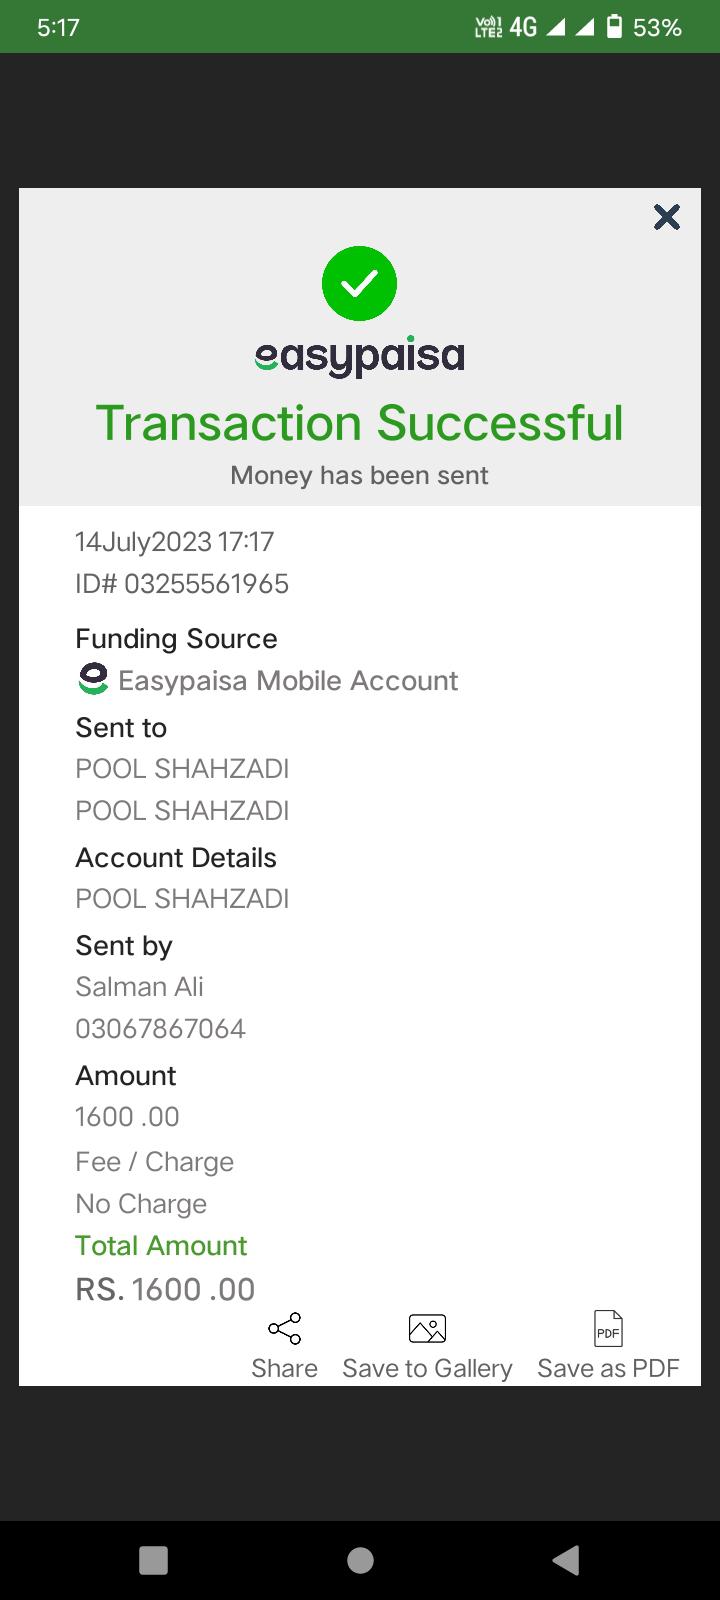 5:17
Vo)) 1
LTE2 4G 53%
easypaisa
Transaction Successful
Money has been sent
14July2023 17:17
ID# 03255561965
Funding Source
Easypaisa Mobile Account
Sent to
POOL SHAHZADI
POOL SHAHZADI
Account Details
POOL SHAHZADI
Sent by
Salman Ali
03067867064
Amount
1600 .00
Fee / Charge
No Charge
Total Amount
RS. 1600 .00
PDF
Share Save to Gallery Save as PDF